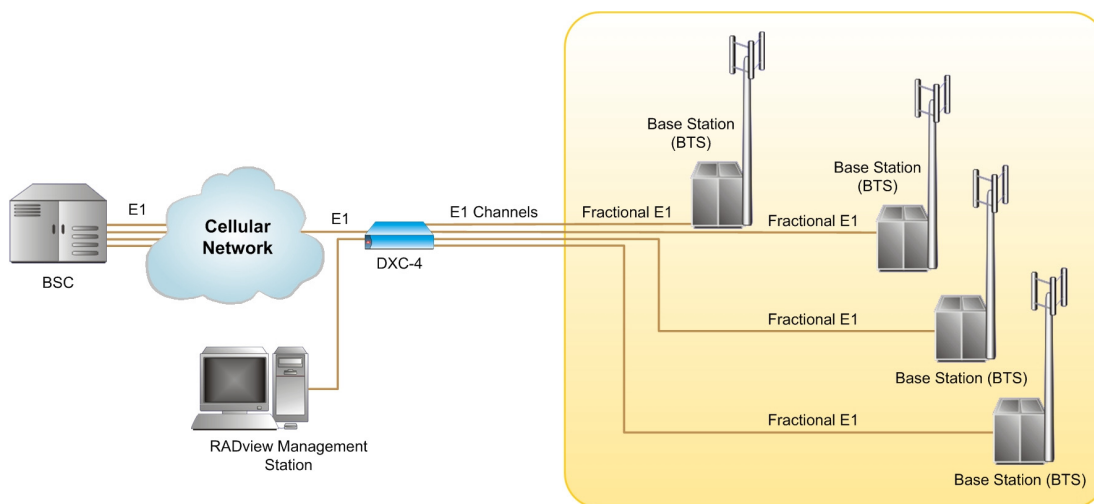 E1
BSC
Cellular
Network
E1
DXC-4
RADview Management
Station
E1 Channels
Fractional E1
Base Station
(BTS)
Fractional E1
Base Station
(BTS)
Fractional E1
Base Station (BTS)
Fractional E1
Base Station (BTS)